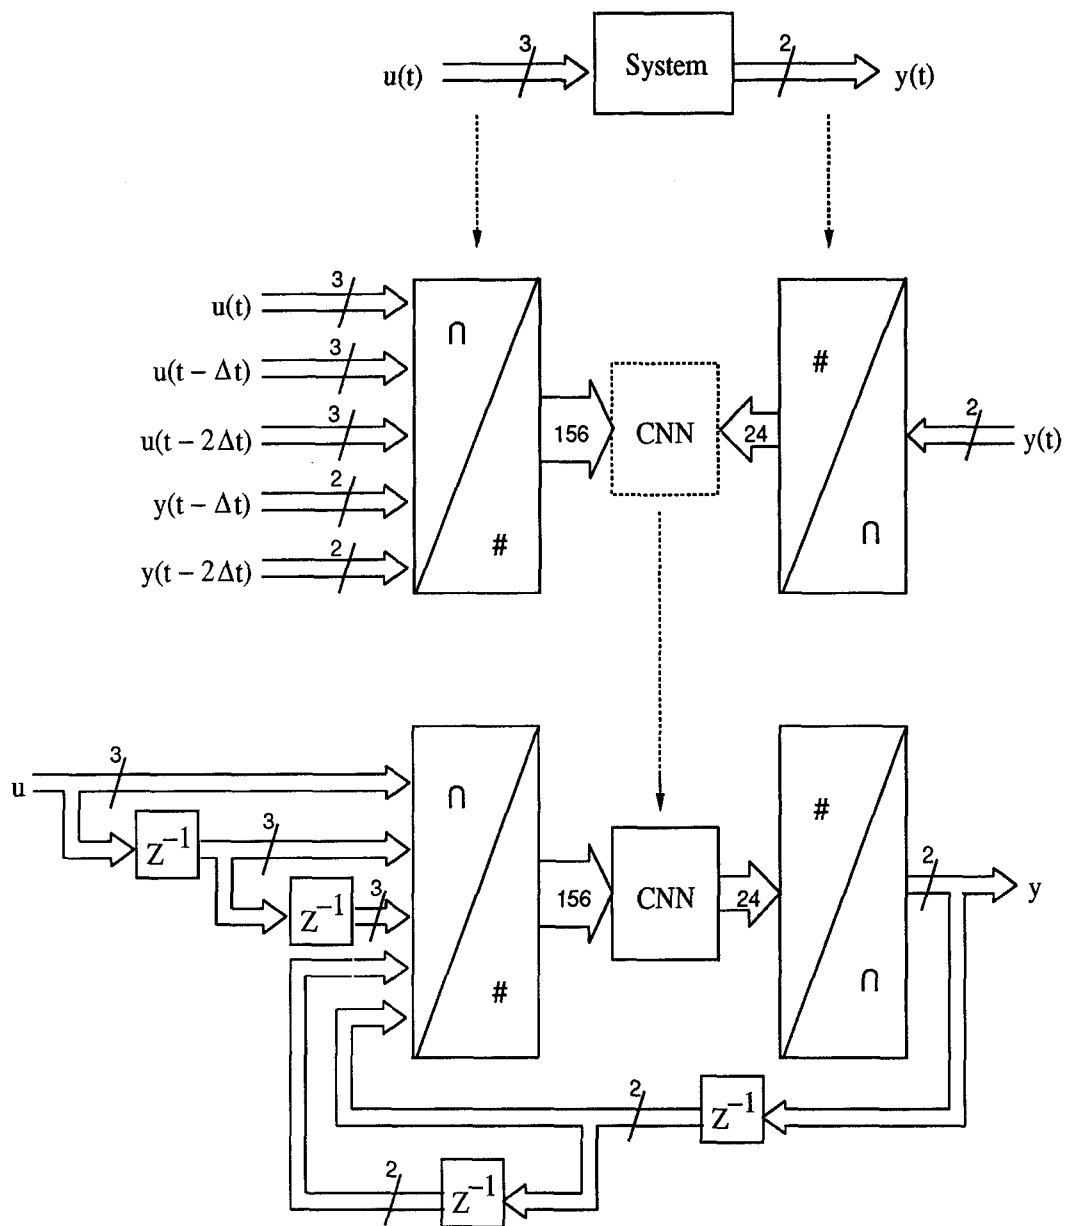 3
2
u(t)
System
y(t)
u(t)
3
u(t − Δt)
3
u(t − 2Δt)
3
y(t − Δt)
2
y(t − 2Δt)
2
∩
#
156
CNN
24
#
∩
2
y(t)
u
3
Z⁻¹
3
Z⁻¹
3
∩
#
156
CNN
24
#
∩
2
y
Z⁻¹
2
Z⁻¹
2